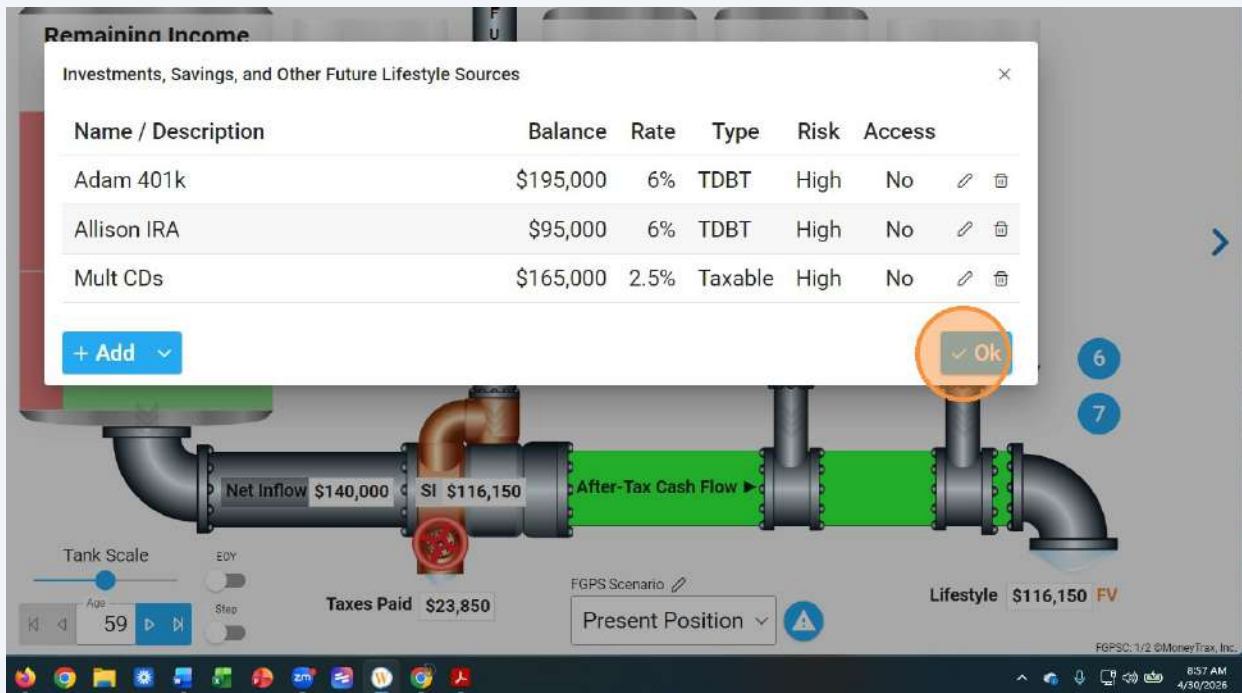 Remaining Income
F
U
Investments, Savings, and Other Future Lifestyle Sources
Name / Description Balance Rate Type Risk Access
Adam 401k $195,000 6% TDBT High No
Allison IRA $95,000 6% TDBT High No
Mult CDs $165,000 2.5% Taxable High No
+ Add
Ok
6
7
Net Inflow $140,000 SI $116,150 After-Tax Cash Flow ►
Tank Scale EOY
Age
59
Step
Taxes Paid $23,850
FGPS Scenario
Present Position
Lifestyle $116,150 FV
FGPSC: 1/2 ©MoneyTrax, Inc.
zm
W
8:57 AM
4/30/2026